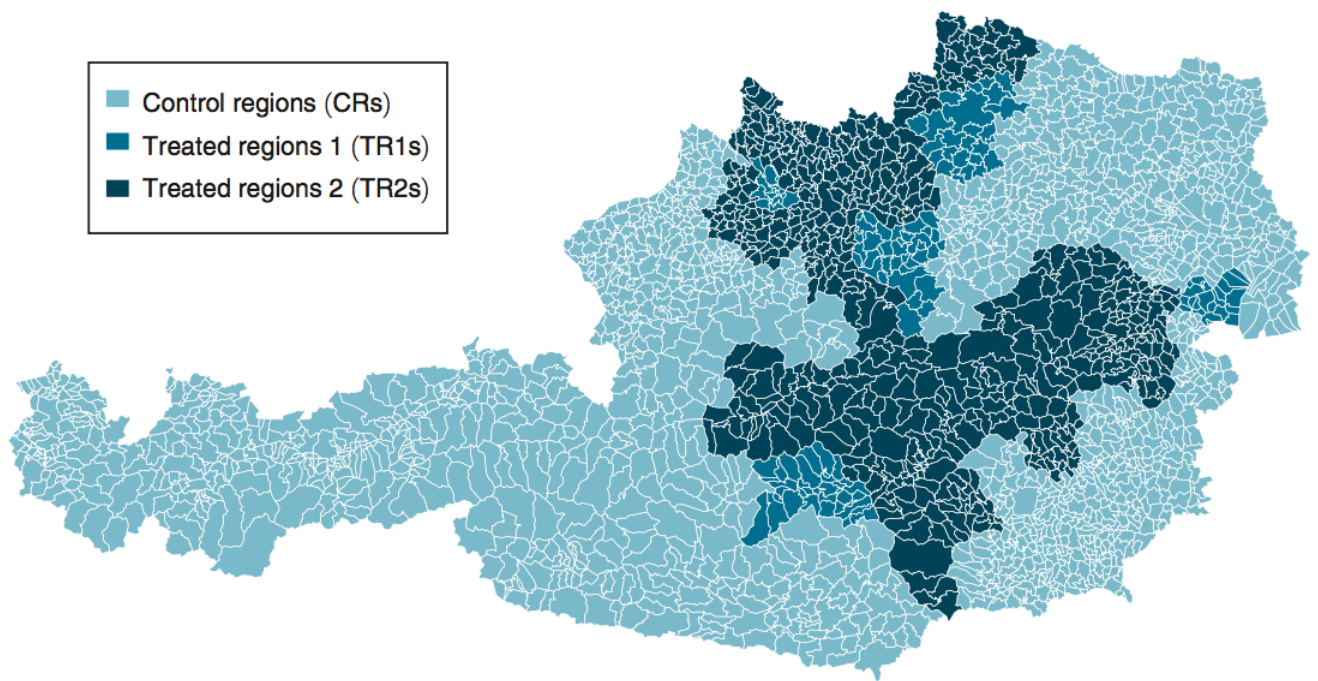 Control regions (CRs)
Treated regions 1 (TR1s)
Treated regions 2 (TR2s)